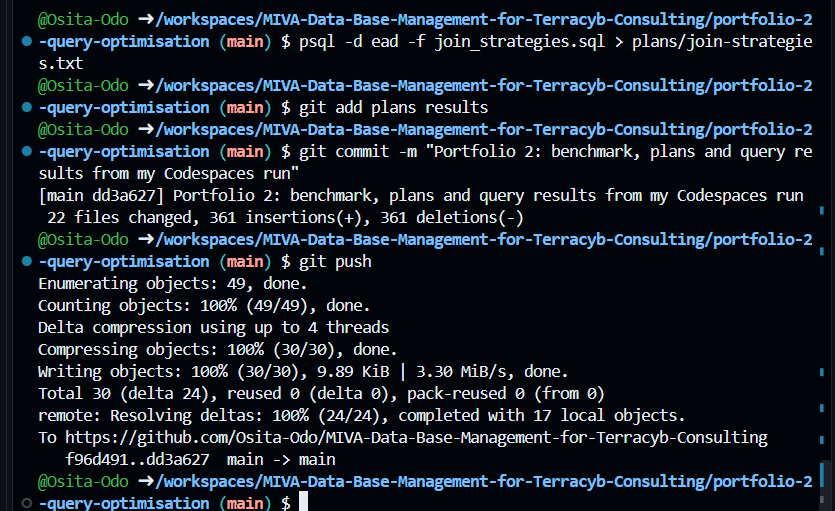 @Osita-Odo ➜/workspaces/MIVA-Data-Base-Management-for-Terracyb-Consulting/portfolio-2
-query-optimisation (main) $ psql -d ead -f join_strategies.sql > plans/join-strategie
s.txt
@Osita-Odo ➜/workspaces/MIVA-Data-Base-Management-for-Terracyb-Consulting/portfolio-2
-query-optimisation (main) $ git add plans results
@Osita-Odo ➜/workspaces/MIVA-Data-Base-Management-for-Terracyb-Consulting/portfolio-2
-query-optimisation (main) $ git commit -m "Portfolio 2: benchmark, plans and query re
sults from my Codespaces run"
[main dd3a627] Portfolio 2: benchmark, plans and query results from my Codespaces run
 22 files changed, 361 insertions(+), 361 deletions(-)
@Osita-Odo ➜/workspaces/MIVA-Data-Base-Management-for-Terracyb-Consulting/portfolio-2
-query-optimisation (main) $ git push
Enumerating objects: 49, done.
Counting objects: 100% (49/49), done.
Delta compression using up to 4 threads
Compressing objects: 100% (30/30), done.
Writing objects: 100% (30/30), 9.89 KiB | 3.30 MiB/s, done.
Total 30 (delta 24), reused 0 (delta 0), pack-reused 0 (from 0)
remote: Resolving deltas: 100% (24/24), completed with 17 local objects.
To https://github.com/Osita-Odo/MIVA-Data-Base-Management-for-Terracyb-Consulting
   f96d491..dd3a627  main -> main
@Osita-Odo ➜/workspaces/MIVA-Data-Base-Management-for-Terracyb-Consulting/portfolio-2
-query-optimisation (main) $